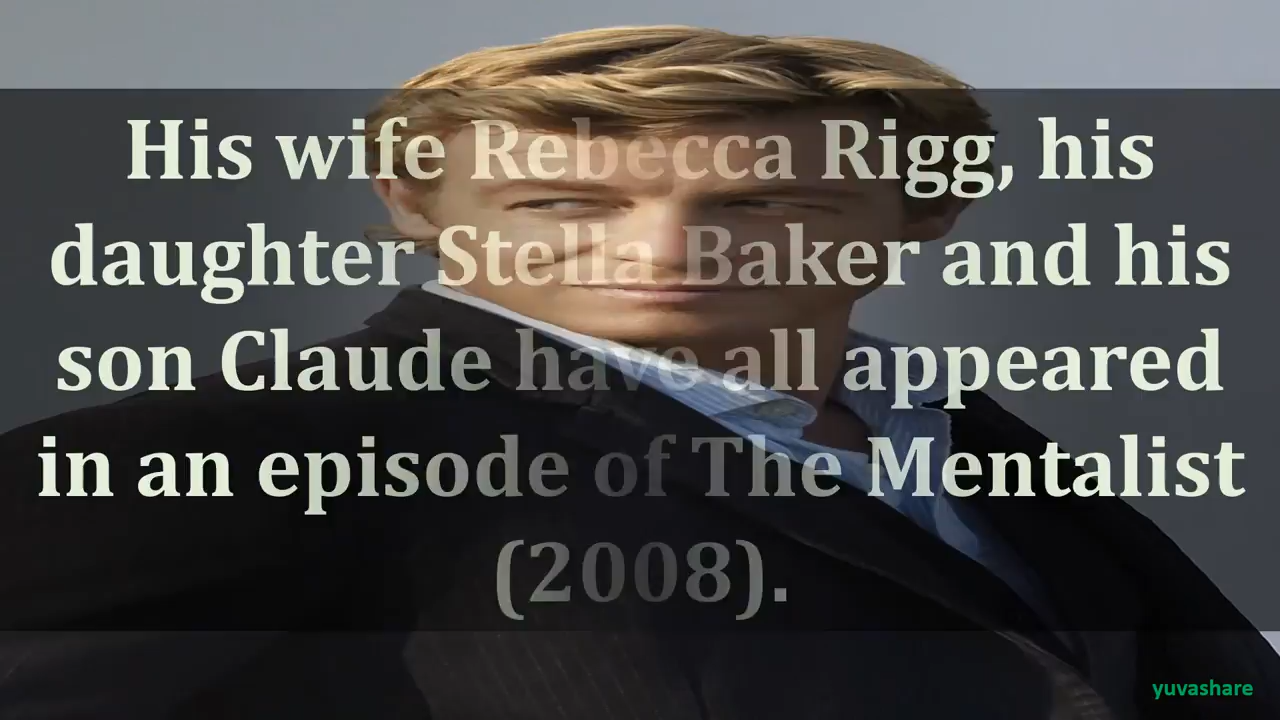 His wife Rebecca Rigg, his
daughter Stella Baker and his
son Claude have all appeared
in an episode of The Mentalist
(2008).
yuvashare